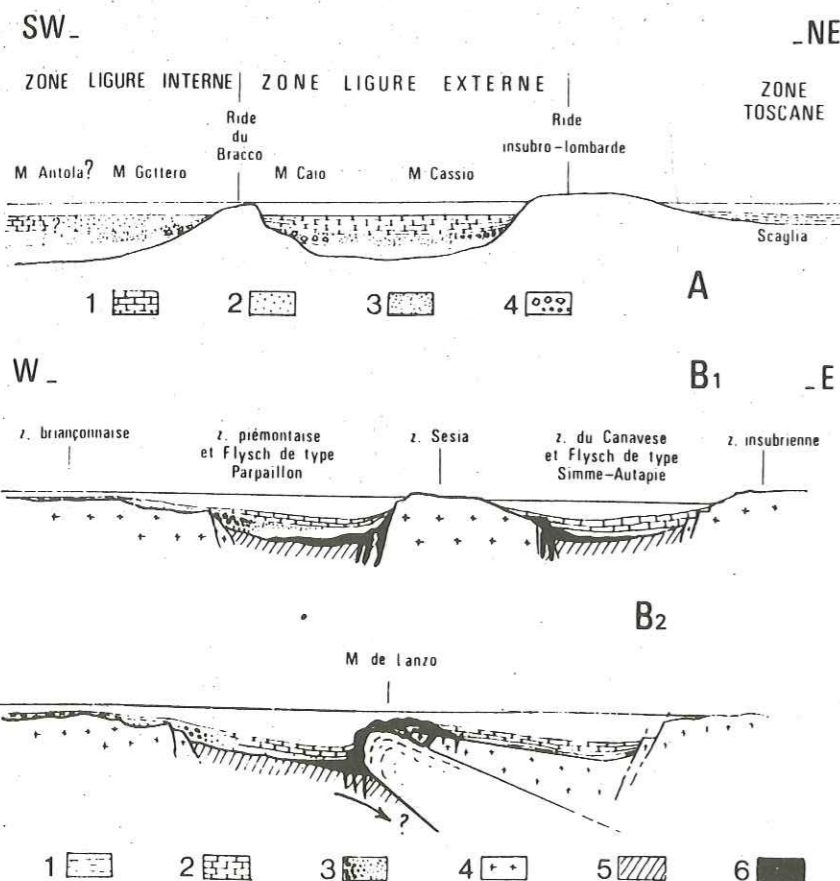 SW_ _NE
ZONE LIGURE INTERNE ZONE LIGURE EXTERNE
ZONE
TOSCANE
Ride
du
Bracco
Ride
insubro-lombarde
M Antola? M Gottero M Caio M Cassio
?
Scaglia
A
1 2 3 4
W_ B1 _E
z. briançonnaise
z. piémontaise
et Flysch de type
Parpaillon
z. Sesia
z. du Canavese
et Flysch de type
Simme-Autapie
z. insubrienne
B2
M de Lanzo
?
1 2 3 4 5 6